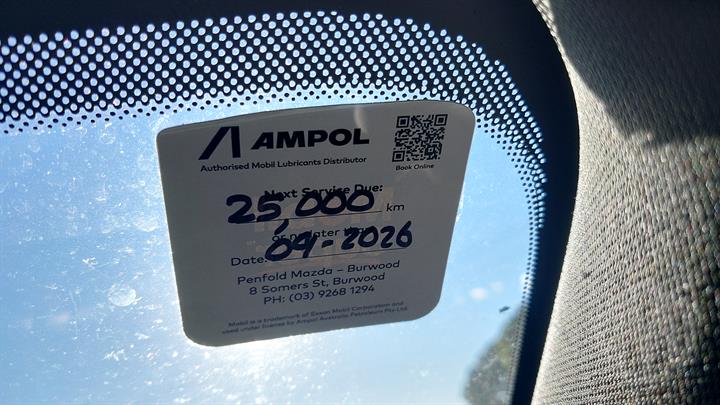 AMPOL
Authorised Mobil Lubricants Distributor
Book Online
Next Service Due:
25,000 km
or no later than
Date: 04-2026
Penfold Mazda – Burwood
8 Somers St, Burwood
PH: (03) 9268 1294
Mobil is a trademark of Exxon Mobil Corporation and
used under license by Ampol Australia Petroleum Pty Ltd